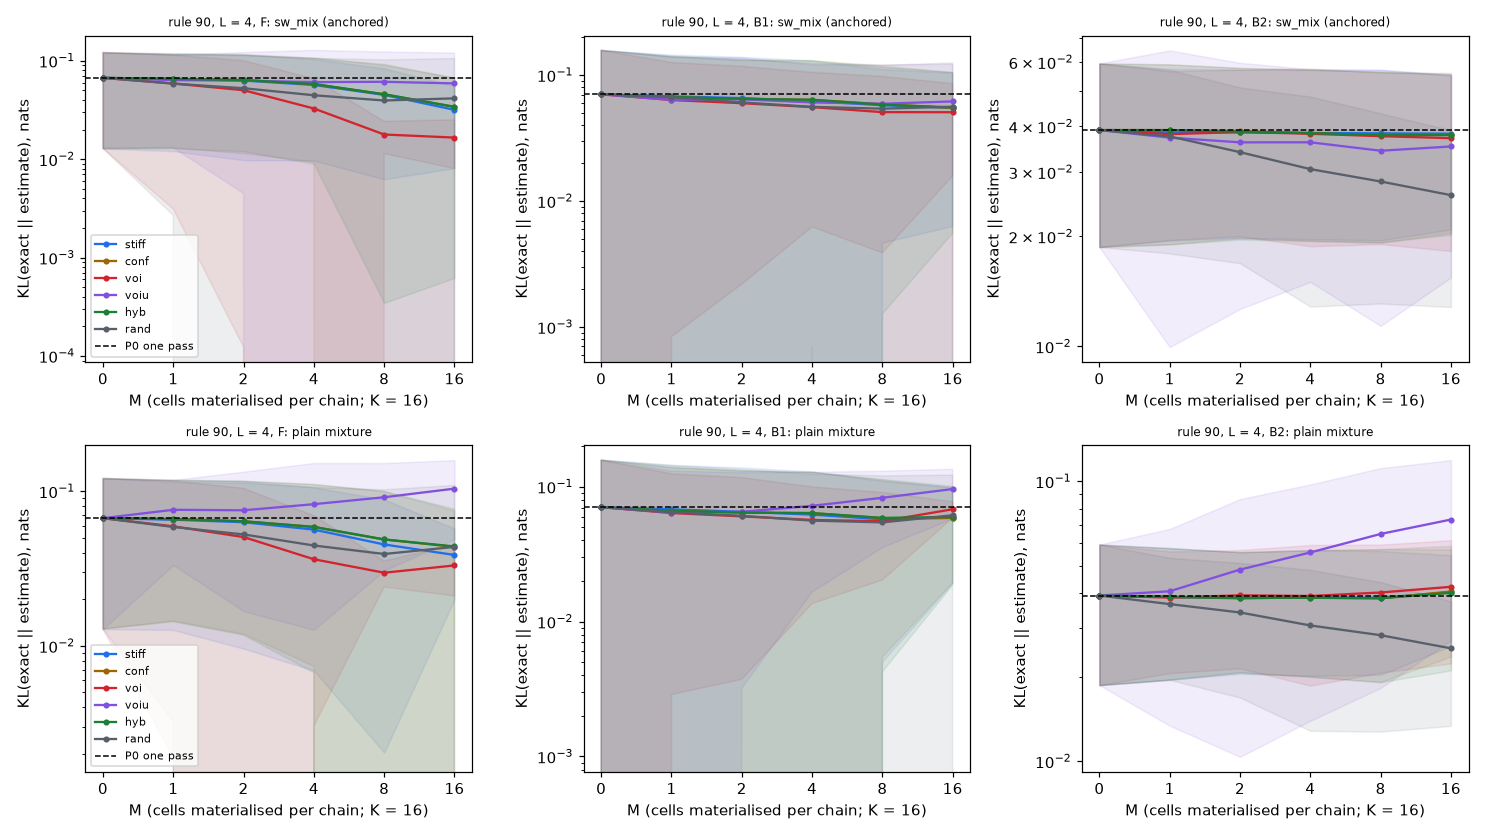 rule 90, L = 4, F: sw_mix (anchored)
KL(exact || estimate), nats
10⁻¹
10⁻²
10⁻³
10⁻⁴
stiff
conf
voi
voiu
hyb
rand
P0 one pass
0 1 2 4 8 16
M (cells materialised per chain; K = 16)
rule 90, L = 4, B1: sw_mix (anchored)
KL(exact || estimate), nats
10⁻¹
10⁻²
10⁻³
0 1 2 4 8 16
M (cells materialised per chain; K = 16)
rule 90, L = 4, B2: sw_mix (anchored)
KL(exact || estimate), nats
6 × 10⁻²
4 × 10⁻²
3 × 10⁻²
2 × 10⁻²
10⁻²
0 1 2 4 8 16
M (cells materialised per chain; K = 16)
rule 90, L = 4, F: plain mixture
KL(exact || estimate), nats
10⁻¹
10⁻²
stiff
conf
voi
voiu
hyb
rand
P0 one pass
0 1 2 4 8 16
M (cells materialised per chain; K = 16)
rule 90, L = 4, B1: plain mixture
KL(exact || estimate), nats
10⁻¹
10⁻²
10⁻³
0 1 2 4 8 16
M (cells materialised per chain; K = 16)
rule 90, L = 4, B2: plain mixture
KL(exact || estimate), nats
10⁻¹
10⁻²
0 1 2 4 8 16
M (cells materialised per chain; K = 16)